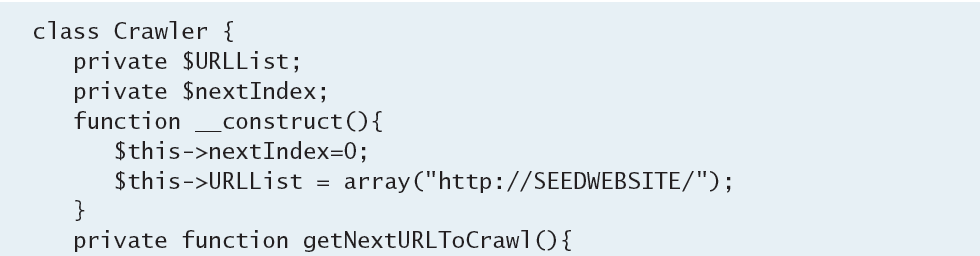 class Crawler {
   private $URLList;
   private $nextIndex;
   function __construct(){
      $this->nextIndex=0;
      $this->URLList = array("http://SEEDWEBSITE/");
   }
   private function getNextURLToCrawl(){